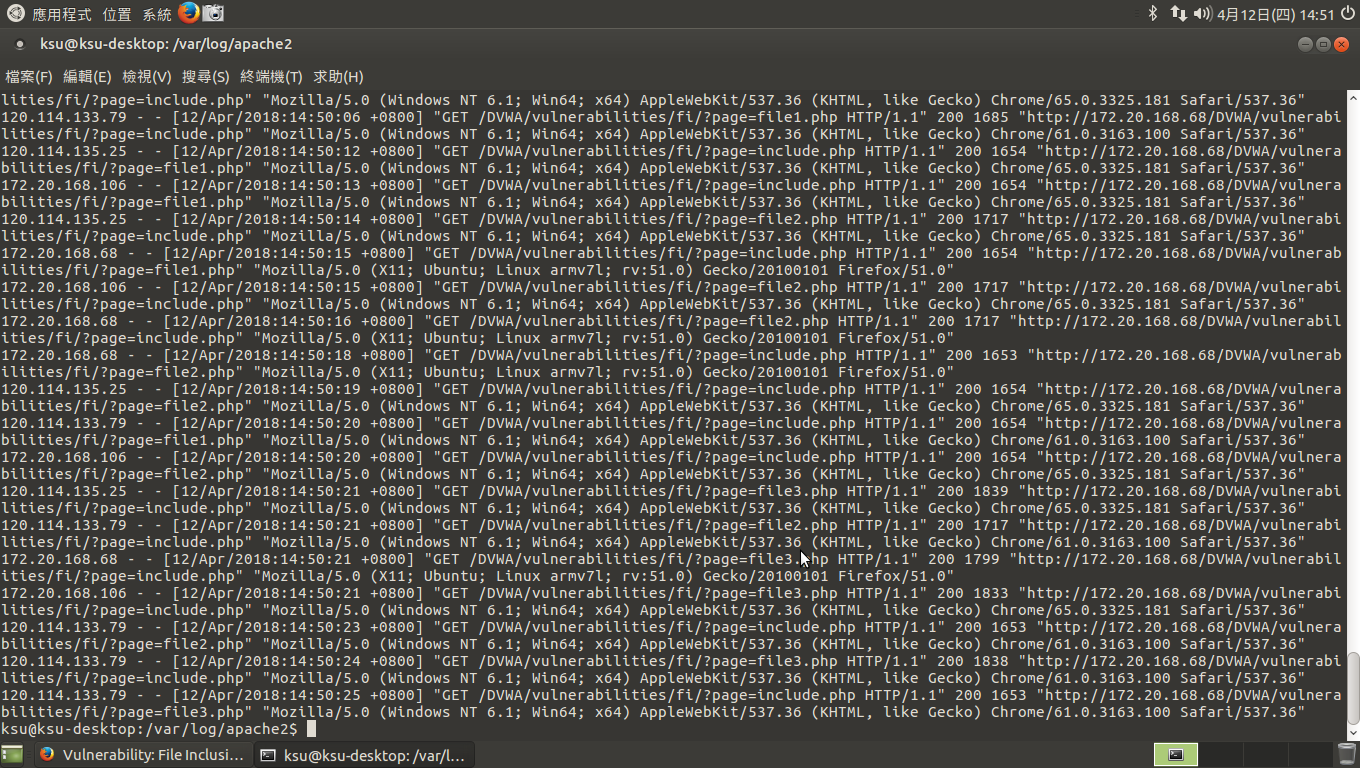 應用程式 位置 系統
4月12日(四) 14:51
ksu@ksu-desktop: /var/log/apache2
檔案(F) 編輯(E) 檢視(V) 搜尋(S) 終端機(T) 求助(H)
lities/fi/?page=include.php" "Mozilla/5.0 (Windows NT 6.1; Win64; x64) AppleWebKit/537.36 (KHTML, like Gecko) Chrome/65.0.3325.181 Safari/537.36"
120.114.133.79 - - [12/Apr/2018:14:50:06 +0800] "GET /DVWA/vulnerabilities/fi/?page=file1.php HTTP/1.1" 200 1685 "http://172.20.168.68/DVWA/vulnerabi
lities/fi/?page=include.php" "Mozilla/5.0 (Windows NT 6.1; Win64; x64) AppleWebKit/537.36 (KHTML, like Gecko) Chrome/61.0.3163.100 Safari/537.36"
120.114.135.25 - - [12/Apr/2018:14:50:12 +0800] "GET /DVWA/vulnerabilities/fi/?page=include.php HTTP/1.1" 200 1654 "http://172.20.168.68/DVWA/vulnera
bilities/fi/?page=file1.php" "Mozilla/5.0 (Windows NT 6.1; Win64; x64) AppleWebKit/537.36 (KHTML, like Gecko) Chrome/65.0.3325.181 Safari/537.36"
172.20.168.106 - - [12/Apr/2018:14:50:13 +0800] "GET /DVWA/vulnerabilities/fi/?page=include.php HTTP/1.1" 200 1654 "http://172.20.168.68/DVWA/vulnera
bilities/fi/?page=file1.php" "Mozilla/5.0 (Windows NT 6.1; Win64; x64) AppleWebKit/537.36 (KHTML, like Gecko) Chrome/65.0.3325.181 Safari/537.36"
120.114.135.25 - - [12/Apr/2018:14:50:14 +0800] "GET /DVWA/vulnerabilities/fi/?page=file2.php HTTP/1.1" 200 1717 "http://172.20.168.68/DVWA/vulnerabi
lities/fi/?page=include.php" "Mozilla/5.0 (Windows NT 6.1; Win64; x64) AppleWebKit/537.36 (KHTML, like Gecko) Chrome/65.0.3325.181 Safari/537.36"
172.20.168.68 - - [12/Apr/2018:14:50:15 +0800] "GET /DVWA/vulnerabilities/fi/?page=include.php HTTP/1.1" 200 1654 "http://172.20.168.68/DVWA/vulnerab
ilities/fi/?page=file1.php" "Mozilla/5.0 (X11; Ubuntu; Linux armv7l; rv:51.0) Gecko/20100101 Firefox/51.0"
172.20.168.106 - - [12/Apr/2018:14:50:15 +0800] "GET /DVWA/vulnerabilities/fi/?page=file2.php HTTP/1.1" 200 1717 "http://172.20.168.68/DVWA/vulnerabi
lities/fi/?page=include.php" "Mozilla/5.0 (Windows NT 6.1; Win64; x64) AppleWebKit/537.36 (KHTML, like Gecko) Chrome/65.0.3325.181 Safari/537.36"
172.20.168.68 - - [12/Apr/2018:14:50:16 +0800] "GET /DVWA/vulnerabilities/fi/?page=file2.php HTTP/1.1" 200 1717 "http://172.20.168.68/DVWA/vulnerabil
ities/fi/?page=include.php" "Mozilla/5.0 (X11; Ubuntu; Linux armv7l; rv:51.0) Gecko/20100101 Firefox/51.0"
172.20.168.68 - - [12/Apr/2018:14:50:18 +0800] "GET /DVWA/vulnerabilities/fi/?page=include.php HTTP/1.1" 200 1653 "http://172.20.168.68/DVWA/vulnerab
ilities/fi/?page=file2.php" "Mozilla/5.0 (X11; Ubuntu; Linux armv7l; rv:51.0) Gecko/20100101 Firefox/51.0"
120.114.135.25 - - [12/Apr/2018:14:50:19 +0800] "GET /DVWA/vulnerabilities/fi/?page=include.php HTTP/1.1" 200 1654 "http://172.20.168.68/DVWA/vulnera
bilities/fi/?page=file2.php" "Mozilla/5.0 (Windows NT 6.1; Win64; x64) AppleWebKit/537.36 (KHTML, like Gecko) Chrome/65.0.3325.181 Safari/537.36"
120.114.133.79 - - [12/Apr/2018:14:50:20 +0800] "GET /DVWA/vulnerabilities/fi/?page=include.php HTTP/1.1" 200 1654 "http://172.20.168.68/DVWA/vulnera
bilities/fi/?page=file1.php" "Mozilla/5.0 (Windows NT 6.1; Win64; x64) AppleWebKit/537.36 (KHTML, like Gecko) Chrome/61.0.3163.100 Safari/537.36"
172.20.168.106 - - [12/Apr/2018:14:50:20 +0800] "GET /DVWA/vulnerabilities/fi/?page=include.php HTTP/1.1" 200 1654 "http://172.20.168.68/DVWA/vulnera
bilities/fi/?page=file2.php" "Mozilla/5.0 (Windows NT 6.1; Win64; x64) AppleWebKit/537.36 (KHTML, like Gecko) Chrome/65.0.3325.181 Safari/537.36"
120.114.135.25 - - [12/Apr/2018:14:50:21 +0800] "GET /DVWA/vulnerabilities/fi/?page=file3.php HTTP/1.1" 200 1839 "http://172.20.168.68/DVWA/vulnerabi
lities/fi/?page=include.php" "Mozilla/5.0 (Windows NT 6.1; Win64; x64) AppleWebKit/537.36 (KHTML, like Gecko) Chrome/65.0.3325.181 Safari/537.36"
120.114.133.79 - - [12/Apr/2018:14:50:21 +0800] "GET /DVWA/vulnerabilities/fi/?page=file2.php HTTP/1.1" 200 1717 "http://172.20.168.68/DVWA/vulnerabi
lities/fi/?page=include.php" "Mozilla/5.0 (Windows NT 6.1; Win64; x64) AppleWebKit/537.36 (KHTML, like Gecko) Chrome/61.0.3163.100 Safari/537.36"
172.20.168.68 - - [12/Apr/2018:14:50:21 +0800] "GET /DVWA/vulnerabilities/fi/?page=file3.php HTTP/1.1" 200 1799 "http://172.20.168.68/DVWA/vulnerabil
ities/fi/?page=include.php" "Mozilla/5.0 (X11; Ubuntu; Linux armv7l; rv:51.0) Gecko/20100101 Firefox/51.0"
172.20.168.106 - - [12/Apr/2018:14:50:21 +0800] "GET /DVWA/vulnerabilities/fi/?page=file3.php HTTP/1.1" 200 1833 "http://172.20.168.68/DVWA/vulnerabi
lities/fi/?page=include.php" "Mozilla/5.0 (Windows NT 6.1; Win64; x64) AppleWebKit/537.36 (KHTML, like Gecko) Chrome/65.0.3325.181 Safari/537.36"
120.114.133.79 - - [12/Apr/2018:14:50:23 +0800] "GET /DVWA/vulnerabilities/fi/?page=include.php HTTP/1.1" 200 1653 "http://172.20.168.68/DVWA/vulnera
bilities/fi/?page=file2.php" "Mozilla/5.0 (Windows NT 6.1; Win64; x64) AppleWebKit/537.36 (KHTML, like Gecko) Chrome/61.0.3163.100 Safari/537.36"
120.114.133.79 - - [12/Apr/2018:14:50:24 +0800] "GET /DVWA/vulnerabilities/fi/?page=file3.php HTTP/1.1" 200 1838 "http://172.20.168.68/DVWA/vulnerabi
lities/fi/?page=include.php" "Mozilla/5.0 (Windows NT 6.1; Win64; x64) AppleWebKit/537.36 (KHTML, like Gecko) Chrome/61.0.3163.100 Safari/537.36"
120.114.133.79 - - [12/Apr/2018:14:50:25 +0800] "GET /DVWA/vulnerabilities/fi/?page=include.php HTTP/1.1" 200 1653 "http://172.20.168.68/DVWA/vulnera
bilities/fi/?page=file3.php" "Mozilla/5.0 (Windows NT 6.1; Win64; x64) AppleWebKit/537.36 (KHTML, like Gecko) Chrome/61.0.3163.100 Safari/537.36"
ksu@ksu-desktop:/var/log/apache2$
Vulnerability: File Inclusi...
ksu@ksu-desktop: /var/l...